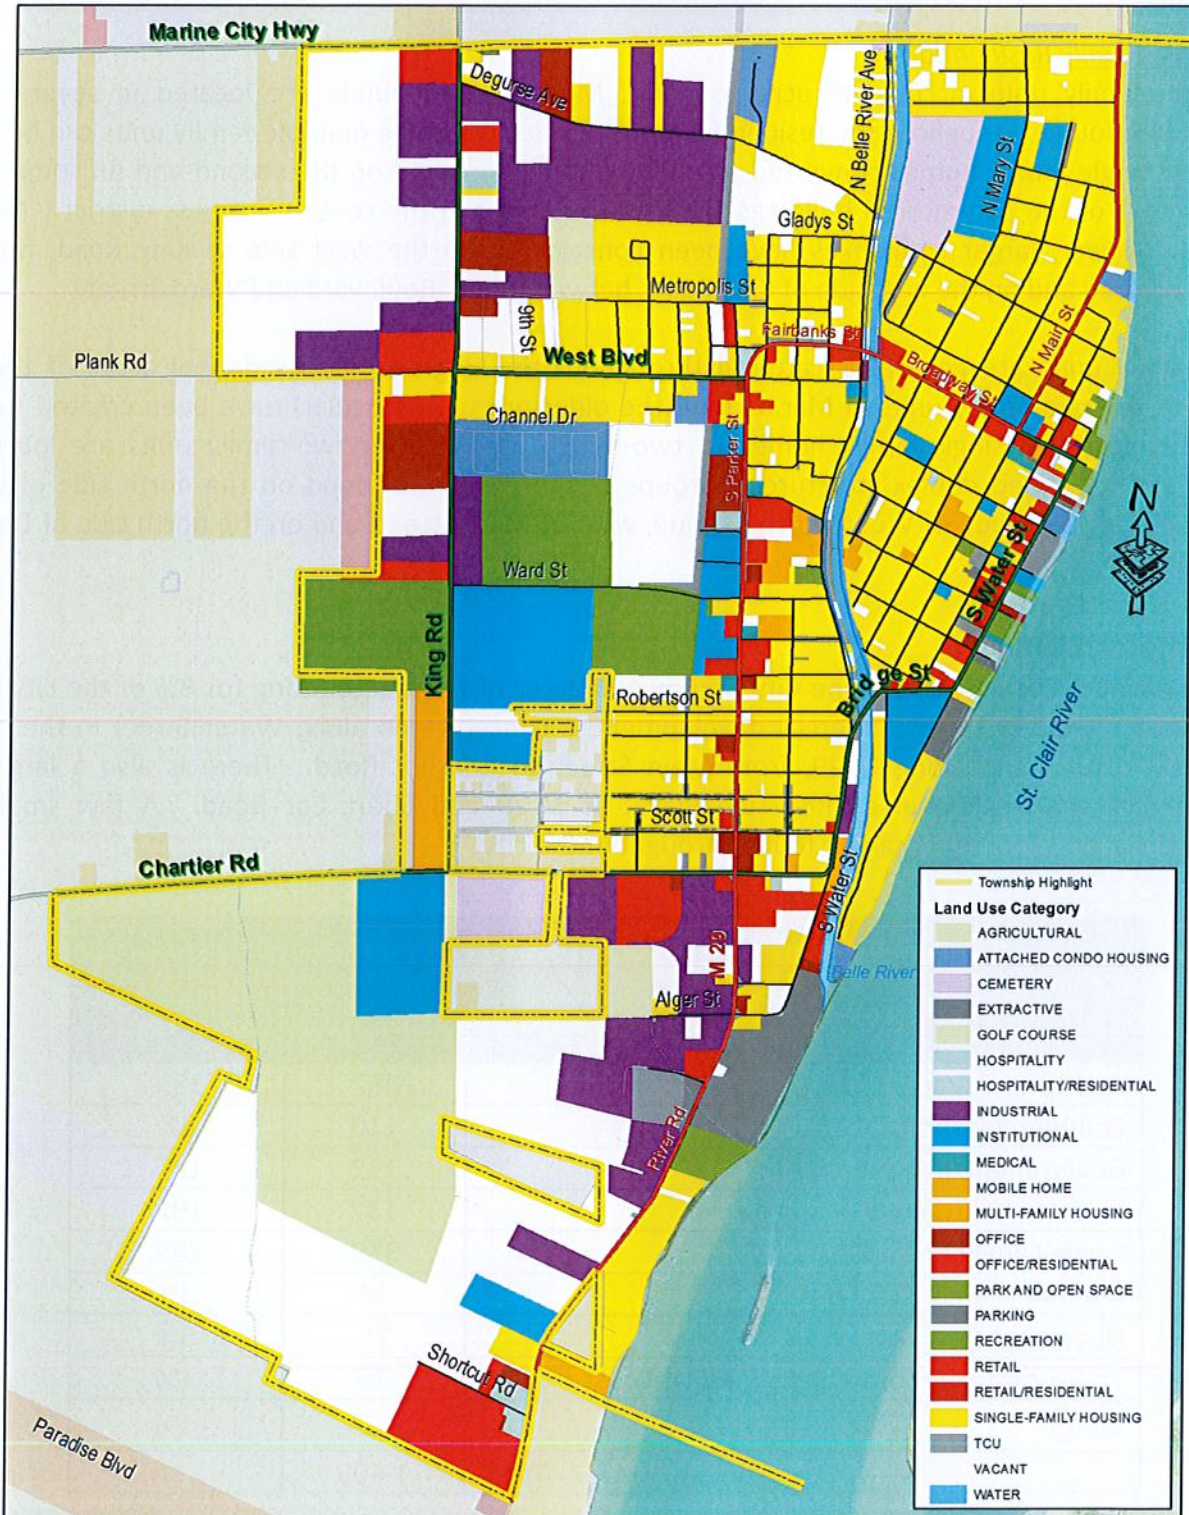 Marine City Hwy
Degurse Ave
N Belle River Ave
N Mary St
Gladys St
Metropolis St
9th St
Fairbanks St
N Main St
Plank Rd
West Blvd
Broadway St
Channel Dr
S Parker St
N
Ward St
S Water St
King Rd
Robertson St
Bridge St
St. Clair River
Scott St
Chartier Rd
S Water St
M 29
Belle River
Alger St
River Rd
Shortcut Rd
Paradise Blvd
Township Highlight
Land Use Category
AGRICULTURAL
ATTACHED CONDO HOUSING
CEMETERY
EXTRACTIVE
GOLF COURSE
HOSPITALITY
HOSPITALITY/RESIDENTIAL
INDUSTRIAL
INSTITUTIONAL
MEDICAL
MOBILE HOME
MULTI-FAMILY HOUSING
OFFICE
OFFICE/RESIDENTIAL
PARK AND OPEN SPACE
PARKING
RECREATION
RETAIL
RETAIL/RESIDENTIAL
SINGLE-FAMILY HOUSING
TCU
VACANT
WATER